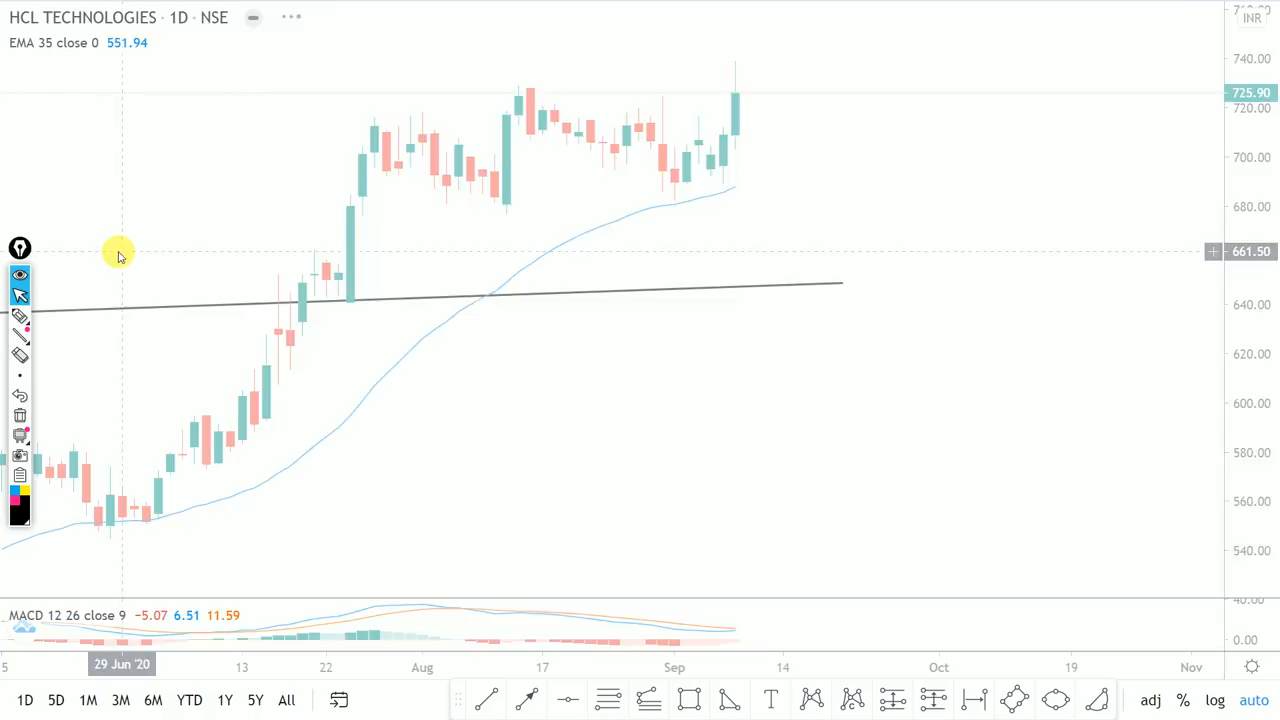 HCL TECHNOLOGIES · 1D · NSE
EMA 35 close 0 551.94
INR
740.00
725.90
720.00
700.00
680.00
661.50
640.00
620.00
600.00
580.00
560.00
540.00
MACD 12 26 close 9 −5.07 6.51 11.59
40.00
0.00
5 29 Jun '20 13 22 Aug 17 Sep 14 Oct 19 Nov
1D 5D 1M 3M 6M YTD 1Y 5Y All T adj % log auto